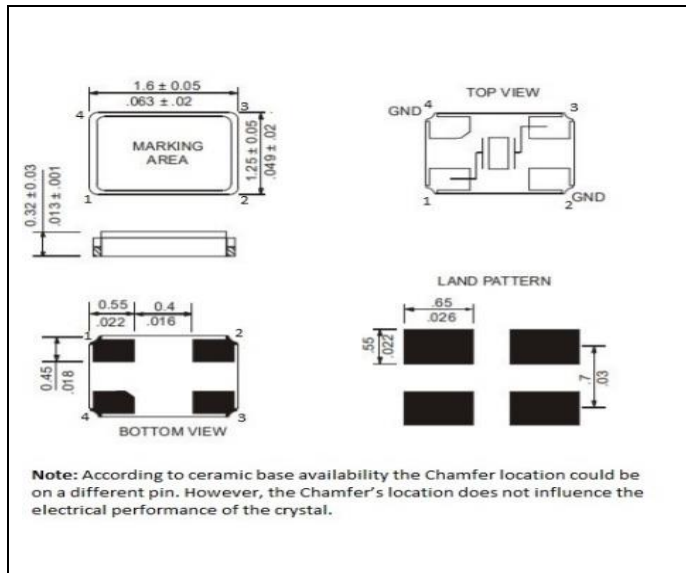 1.6 ± 0.05
.063 ± .02
4
3
MARKING
AREA
1.25 ± 0.05
.049 ± .02
1
2
0.32 ± 0.03
.013 ± .001
TOP VIEW
GND 4
3
1
2 GND
0.55
.022
0.4
.016
1
2
0.45
.018
4
3
BOTTOM VIEW
LAND PATTERN
.65
.026
.55
.022
.7
.03
Note: According to ceramic base availability the Chamfer location could be
on a different pin. However, the Chamfer's location does not influence the
electrical performance of the crystal.